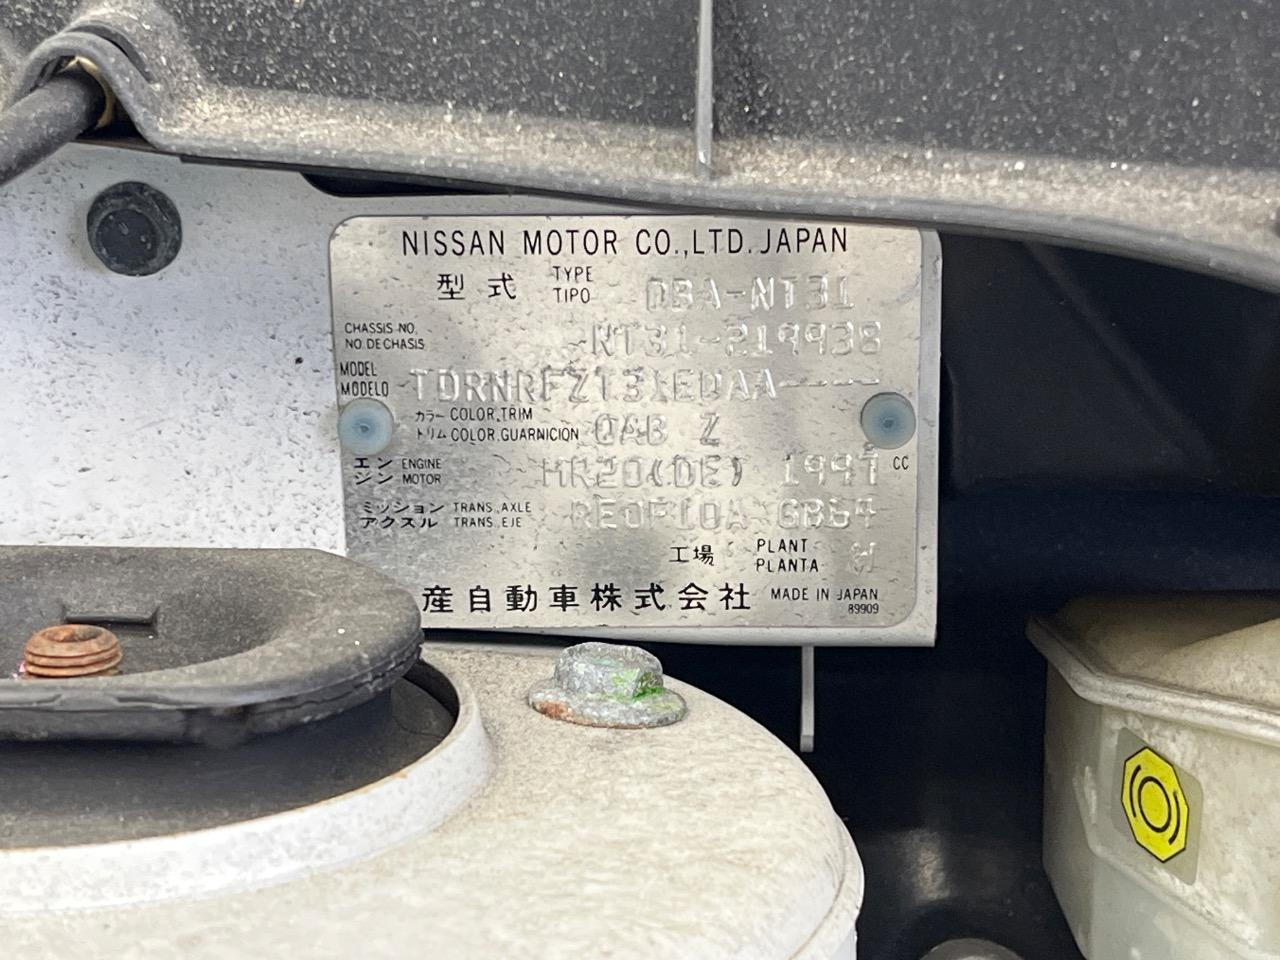 NISSAN MOTOR CO.,LTD. JAPAN
型式 TYPE TIPO DBA-NT31
CHASSIS NO. NO. DE CHASIS NT31-219938
MODEL MODELO TDRNRFZT31EDAA-----
カラー COLOR, TRIM
トリム COLOR. GUARNICION QAB Z
エンジン ENGINE MOTOR MR20(DE) 1997 CC
ミッション TRANS., AXLE
アクスル TRANS., EJE RE0F10A GB64
工場 PLANT PLANTA
産自動車株式会社 MADE IN JAPAN
89909